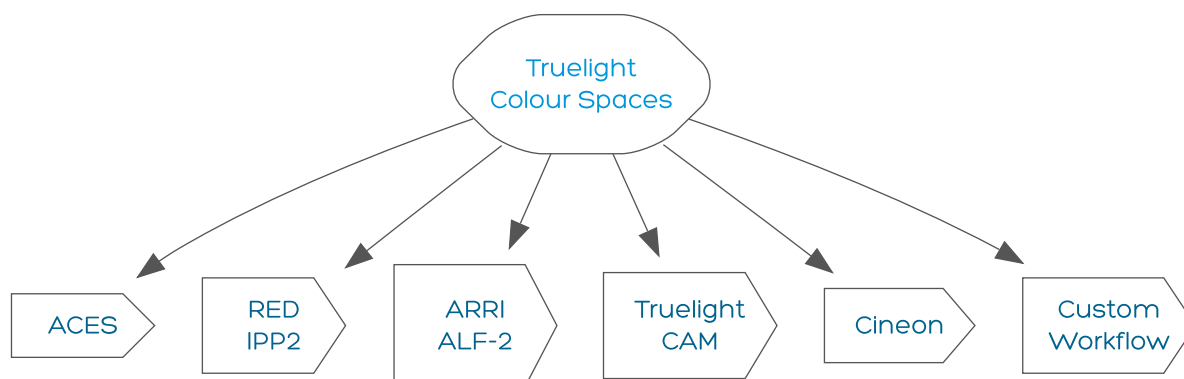 Truelight
Colour Spaces
ACES
RED
IPP2
ARRI
ALF-2
Truelight
CAM
Cineon
Custom
Workflow